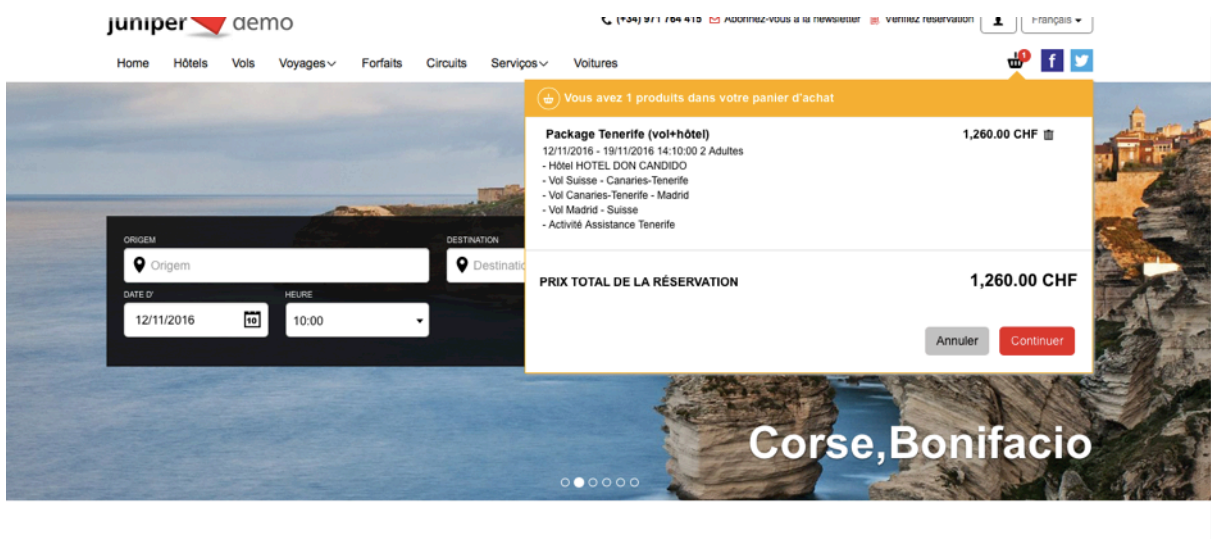 juniper demo
(+34) 971 764 415 Abonnez-vous à la newsletter Vérifiez réservation Français
Home Hôtels Vols Voyages Forfaits Circuits Serviços Voitures
1
Vous avez 1 produits dans votre panier d'achat
Package Tenerife (vol+hôtel) 1,260.00 CHF
12/11/2016 - 19/11/2016 14:10:00 2 Adultes
- Hôtel HOTEL DON CANDIDO
- Vol Suisse - Canaries-Tenerife
- Vol Canaries-Tenerife - Madrid
- Vol Madrid - Suisse
- Activité Assistance Tenerife
PRIX TOTAL DE LA RÉSERVATION 1,260.00 CHF
Annuler Continuer
ORIGEM DESTINATION
Origem Destinatio
DATE D' HEURE
12/11/2016 10 10:00
Corse,Bonifacio